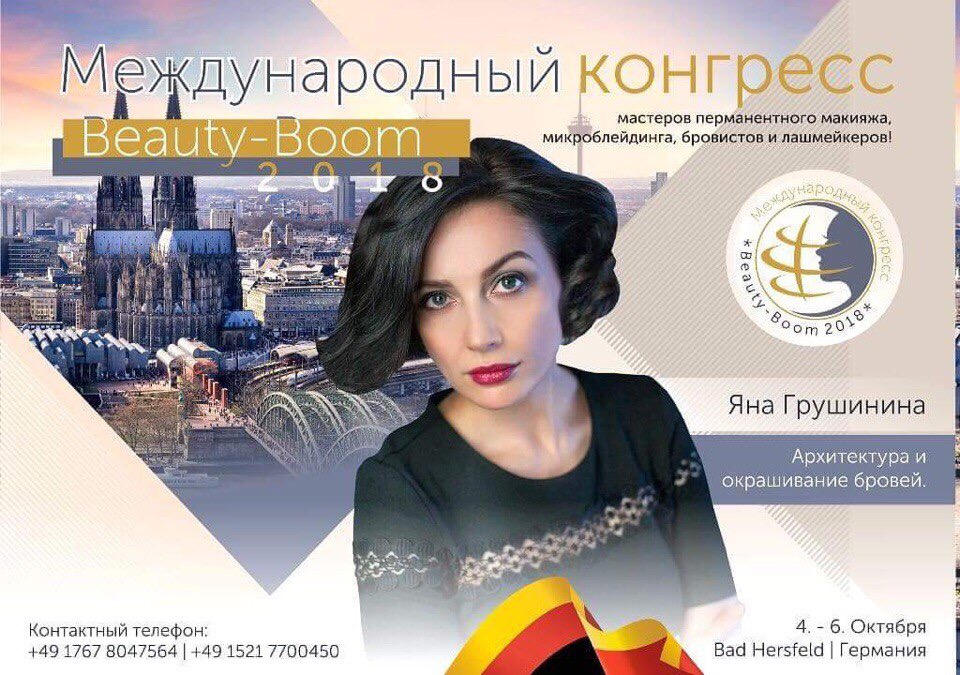 Международный конгресс
мастеров перманентного макияжа,
микроблейдинга, бровистов и лашмейкеров!
Beauty-Boom
2018
Международный конгресс
*Beauty-Boom 2018*
Яна Грушинина
Архитектура и
окрашивание бровей.
Контактный телефон:
+49 1767 8047564 | +49 1521 7700450
4. - 6. Октября
Bad Hersfeld | Германия